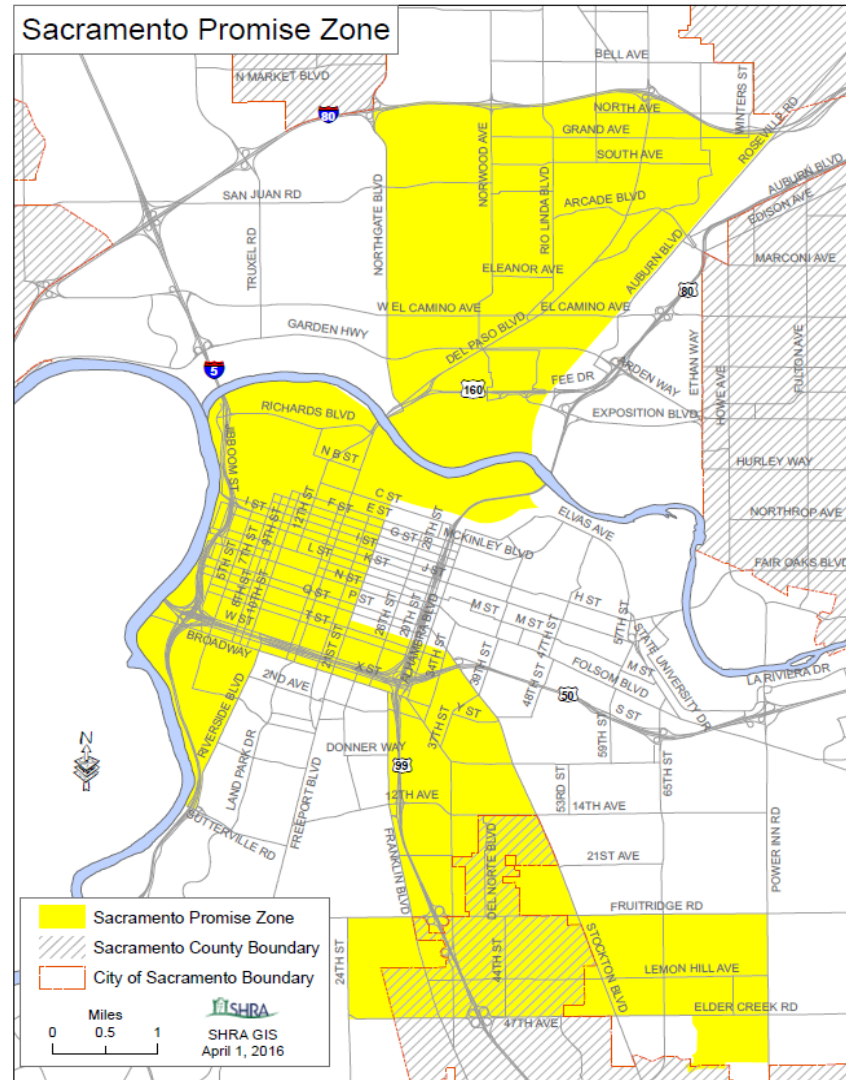 Sacramento Promise Zone
BELL AVE
N MARKET BLVD
WINTERS ST
80
NORTH AVE
GRAND AVE
ROSEVILLE RD
SOUTH AVE
NORWOOD AVE
RIO LINDA BLVD
AUBURN BLVD
EDISON AVE
SAN JUAN RD
ARCADE BLVD
NORTHGATE BLVD
TRUXEL RD
AUBURN BLVD
MARCONI AVE
ELEANOR AVE
80
W EL CAMINO AVE
EL CAMINO AVE
GARDEN HWY
DEL PASO BLVD
ETHAN WAY
HOWE AVE
FULTON AVE
5
ARDEN WAY
FEE DR
160
RICHARDS BLVD
EXPOSITION BLVD
JIBBOOM ST
N B ST
HURLEY WAY
12TH ST
C ST
I ST
F ST
E ST
9TH ST
7TH ST
5TH ST
G ST
28TH ST
MCKINLEY BLVD
ELVAS AVE
NORTHROP AVE
I ST
L ST
K ST
J ST
FAIR OAKS BLVD
8TH ST
10TH ST
N ST
Q ST
P ST
H ST
57TH ST
STATE UNIVERSITY DR
W ST
T ST
M ST
M ST
26TH ST
29TH ST
47TH ST
BROADWAY
21ST ST
ALHAMBRA BLVD
34TH ST
39TH ST
M ST
FOLSOM BLVD
X ST
LA RIVIERA DR
2ND AVE
48TH ST
50
S ST
RIVERSIDE BLVD
Y ST
37TH ST
59TH ST
65TH ST
N
LAND PARK DR
DONNER WAY
FREEPORT BLVD
99
12TH AVE
53RD ST
14TH AVE
POWER INN RD
SUTTERVILLE RD
FRANKLIN BLVD
DEL NORTE BLVD
21ST AVE
FRUITRIDGE RD
24TH ST
44TH ST
STOCKTON BLVD
LEMON HILL AVE
ELDER CREEK RD
47TH AVE
Sacramento Promise Zone
Sacramento County Boundary
City of Sacramento Boundary
Miles
0 0.5 1
SHRA
SHRA GIS
April 1, 2016